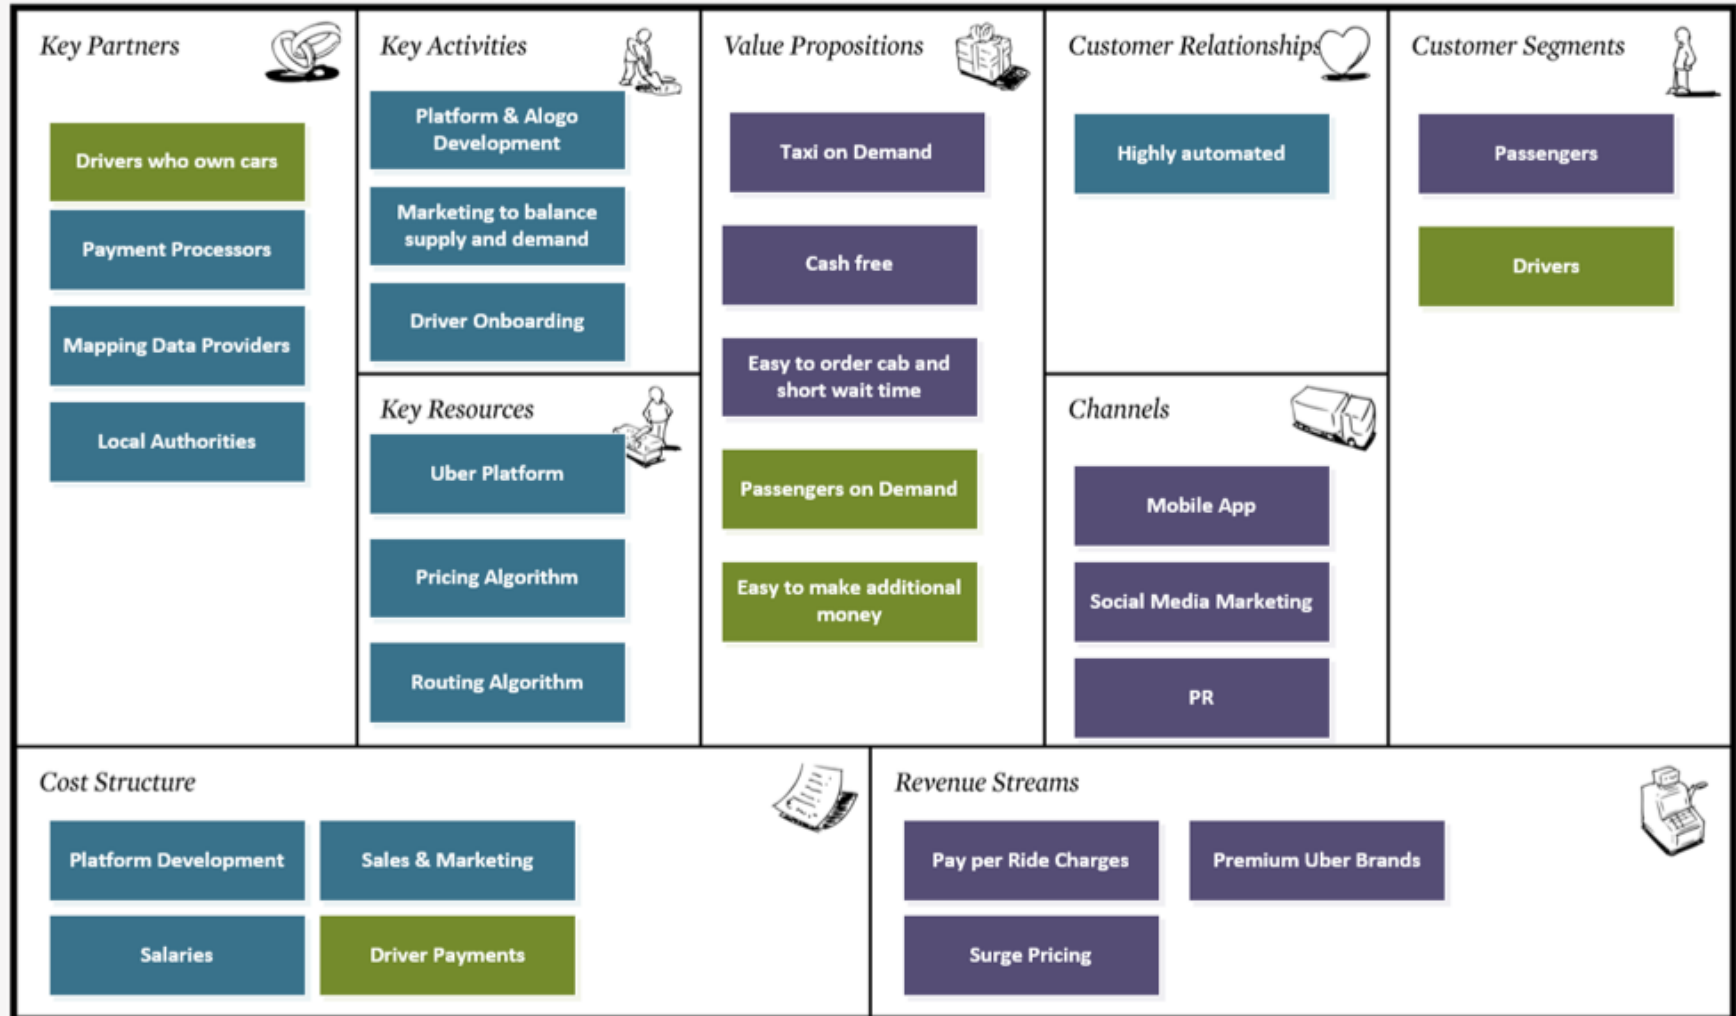 Key Partners
Drivers who own cars
Payment Processors
Mapping Data Providers
Local Authorities
Key Activities
Platform & Alogo
Development
Marketing to balance
supply and demand
Driver Onboarding
Key Resources
Uber Platform
Pricing Algorithm
Routing Algorithm
Value Propositions
Taxi on Demand
Cash free
Easy to order cab and
short wait time
Passengers on Demand
Easy to make additional
money
Customer Relationships
Highly automated
Channels
Mobile App
Social Media Marketing
PR
Customer Segments
Passengers
Drivers
Cost Structure
Platform Development
Sales & Marketing
Salaries
Driver Payments
Revenue Streams
Pay per Ride Charges
Premium Uber Brands
Surge Pricing